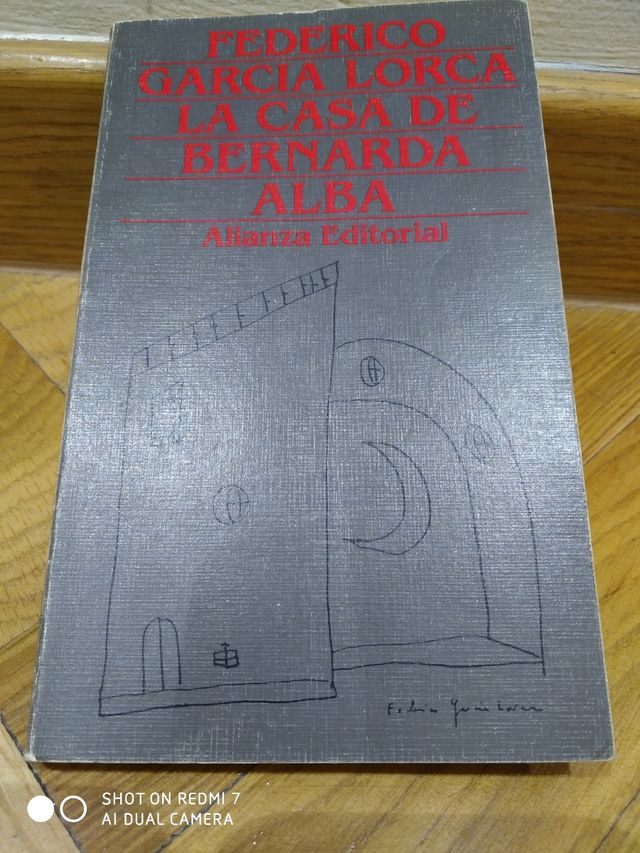 FEDERICO
GARCIA LORCA
LA CASA DE
BERNARDA
ALBA
Alianza Editorial
SHOT ON REDMI 7
AI DUAL CAMERA